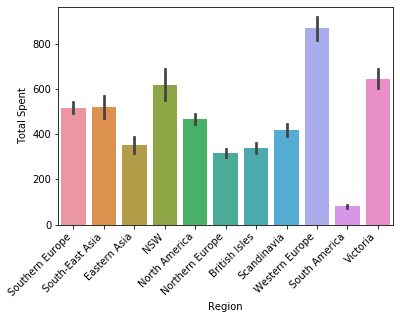 Total Spent
800
600
400
200
0
Southern Europe
South-East Asia
Eastern Asia
NSW
North America
Northern Europe
British Isles
Scandinavia
Western Europe
South America
Victoria
Region